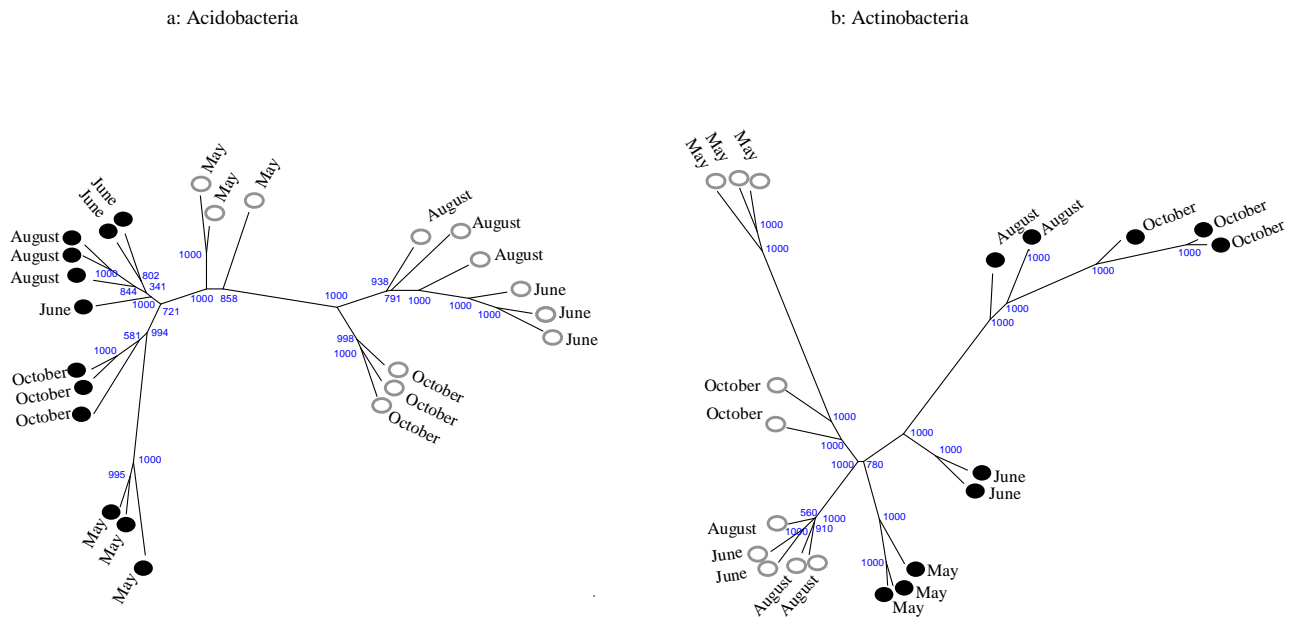 a: Acidobacteria
b: Actinobacteria
May
May
May
June
June
August
August
August
June
October
October
October
May
May
May
August
August
August
June
June
June
October
October
October
1000
802
341
1000
844
1000
721
1000
858
581
994
1000
1000
995
1000
938
791
1000
1000
1000
998
1000
May
May
May
1000
1000
August
August
October
October
October
1000
1000
1000
1000
1000
October
October
1000
1000
1000
780
1000
1000
June
June
560
1000
1000
910
August
June
June
August
August
1000
1000
May
May
May
.